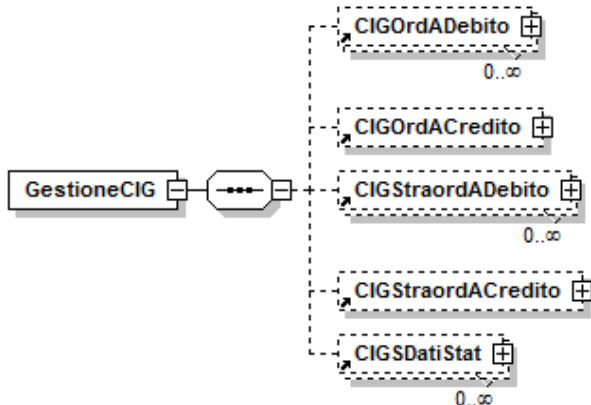 CIGOrdADebito
0..∞
CIGOrdACredito
GestioneCIG
CIGStraordADebito
0..∞
CIGStraordACredito
CIGSDatiStat
0..∞